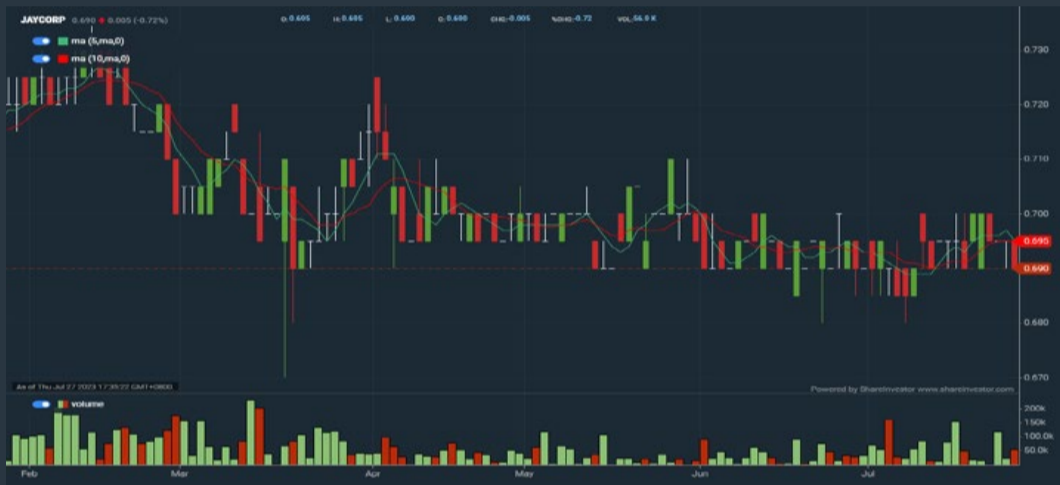 JAYCORP 0.690 0.005 (-0.72%) O: 0.695 H: 0.695 L: 0.690 C: 0.690 CHG:-0.005 %CHG:-0.72 VOL:56.0 K
ma (5,ma,0)
ma (10,ma,0)
0.730
0.720
0.710
0.700
0.695
0.690
0.680
0.670
As of Thu Jul 27 2023 17:39:22 GMT+0800
Powered by ShareInvestor www.shareinvestor.com
volume
200k
150k
100.0k
50.0k
Feb Mar Apr May Jun Jul